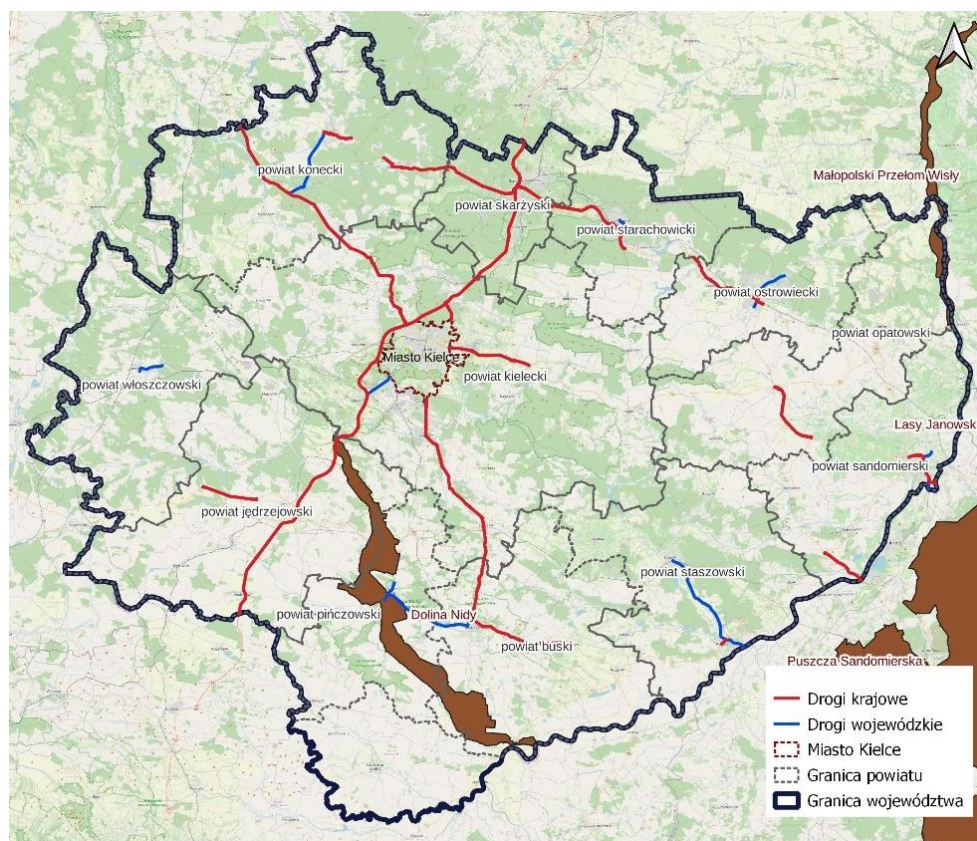 Małopolski Przełom Wisły
powiat konecki
powiat skarżyski
powiat starachowicki
powiat ostrowiecki
powiat opatowski
Miasto Kielce
powiat kielecki
powiat włoszczowski
Lasy Janowsk
powiat sandomierski
powiat jędrzejowski
powiat staszowski
powiat pińczowski
Dolina Nidy
powiat buski
Puszcza Sandomierska
Drogi krajowe
Drogi wojewódzkie
Miasto Kielce
Granica powiatu
Granica województwa